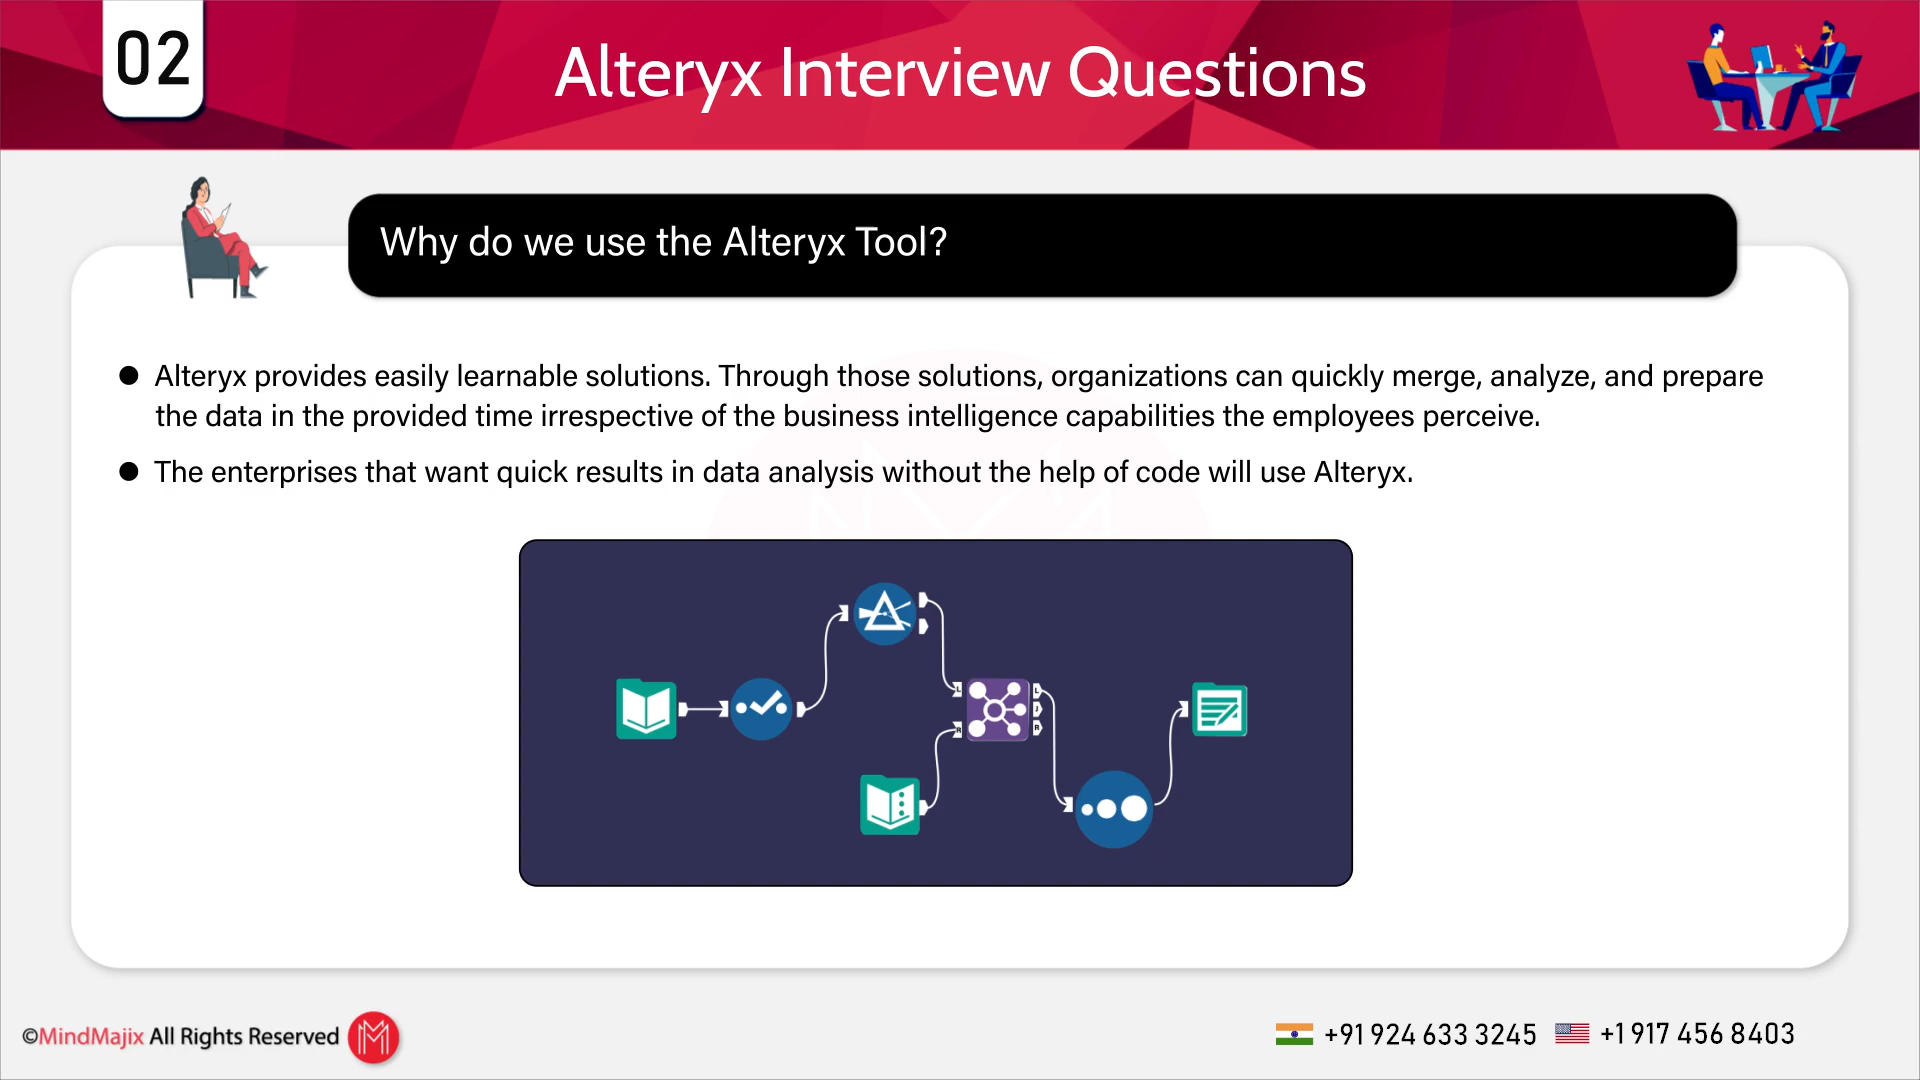 02
Alteryx Interview Questions
Why do we use the Alteryx Tool?
● Alteryx provides easily learnable solutions. Through those solutions, organizations can quickly merge, analyze, and prepare
the data in the provided time irrespective of the business intelligence capabilities the employees perceive.
● The enterprises that want quick results in data analysis without the help of code will use Alteryx.
L
R
L
J
R
©MindMajix All Rights Reserved
+91 924 633 3245
+1 917 456 8403